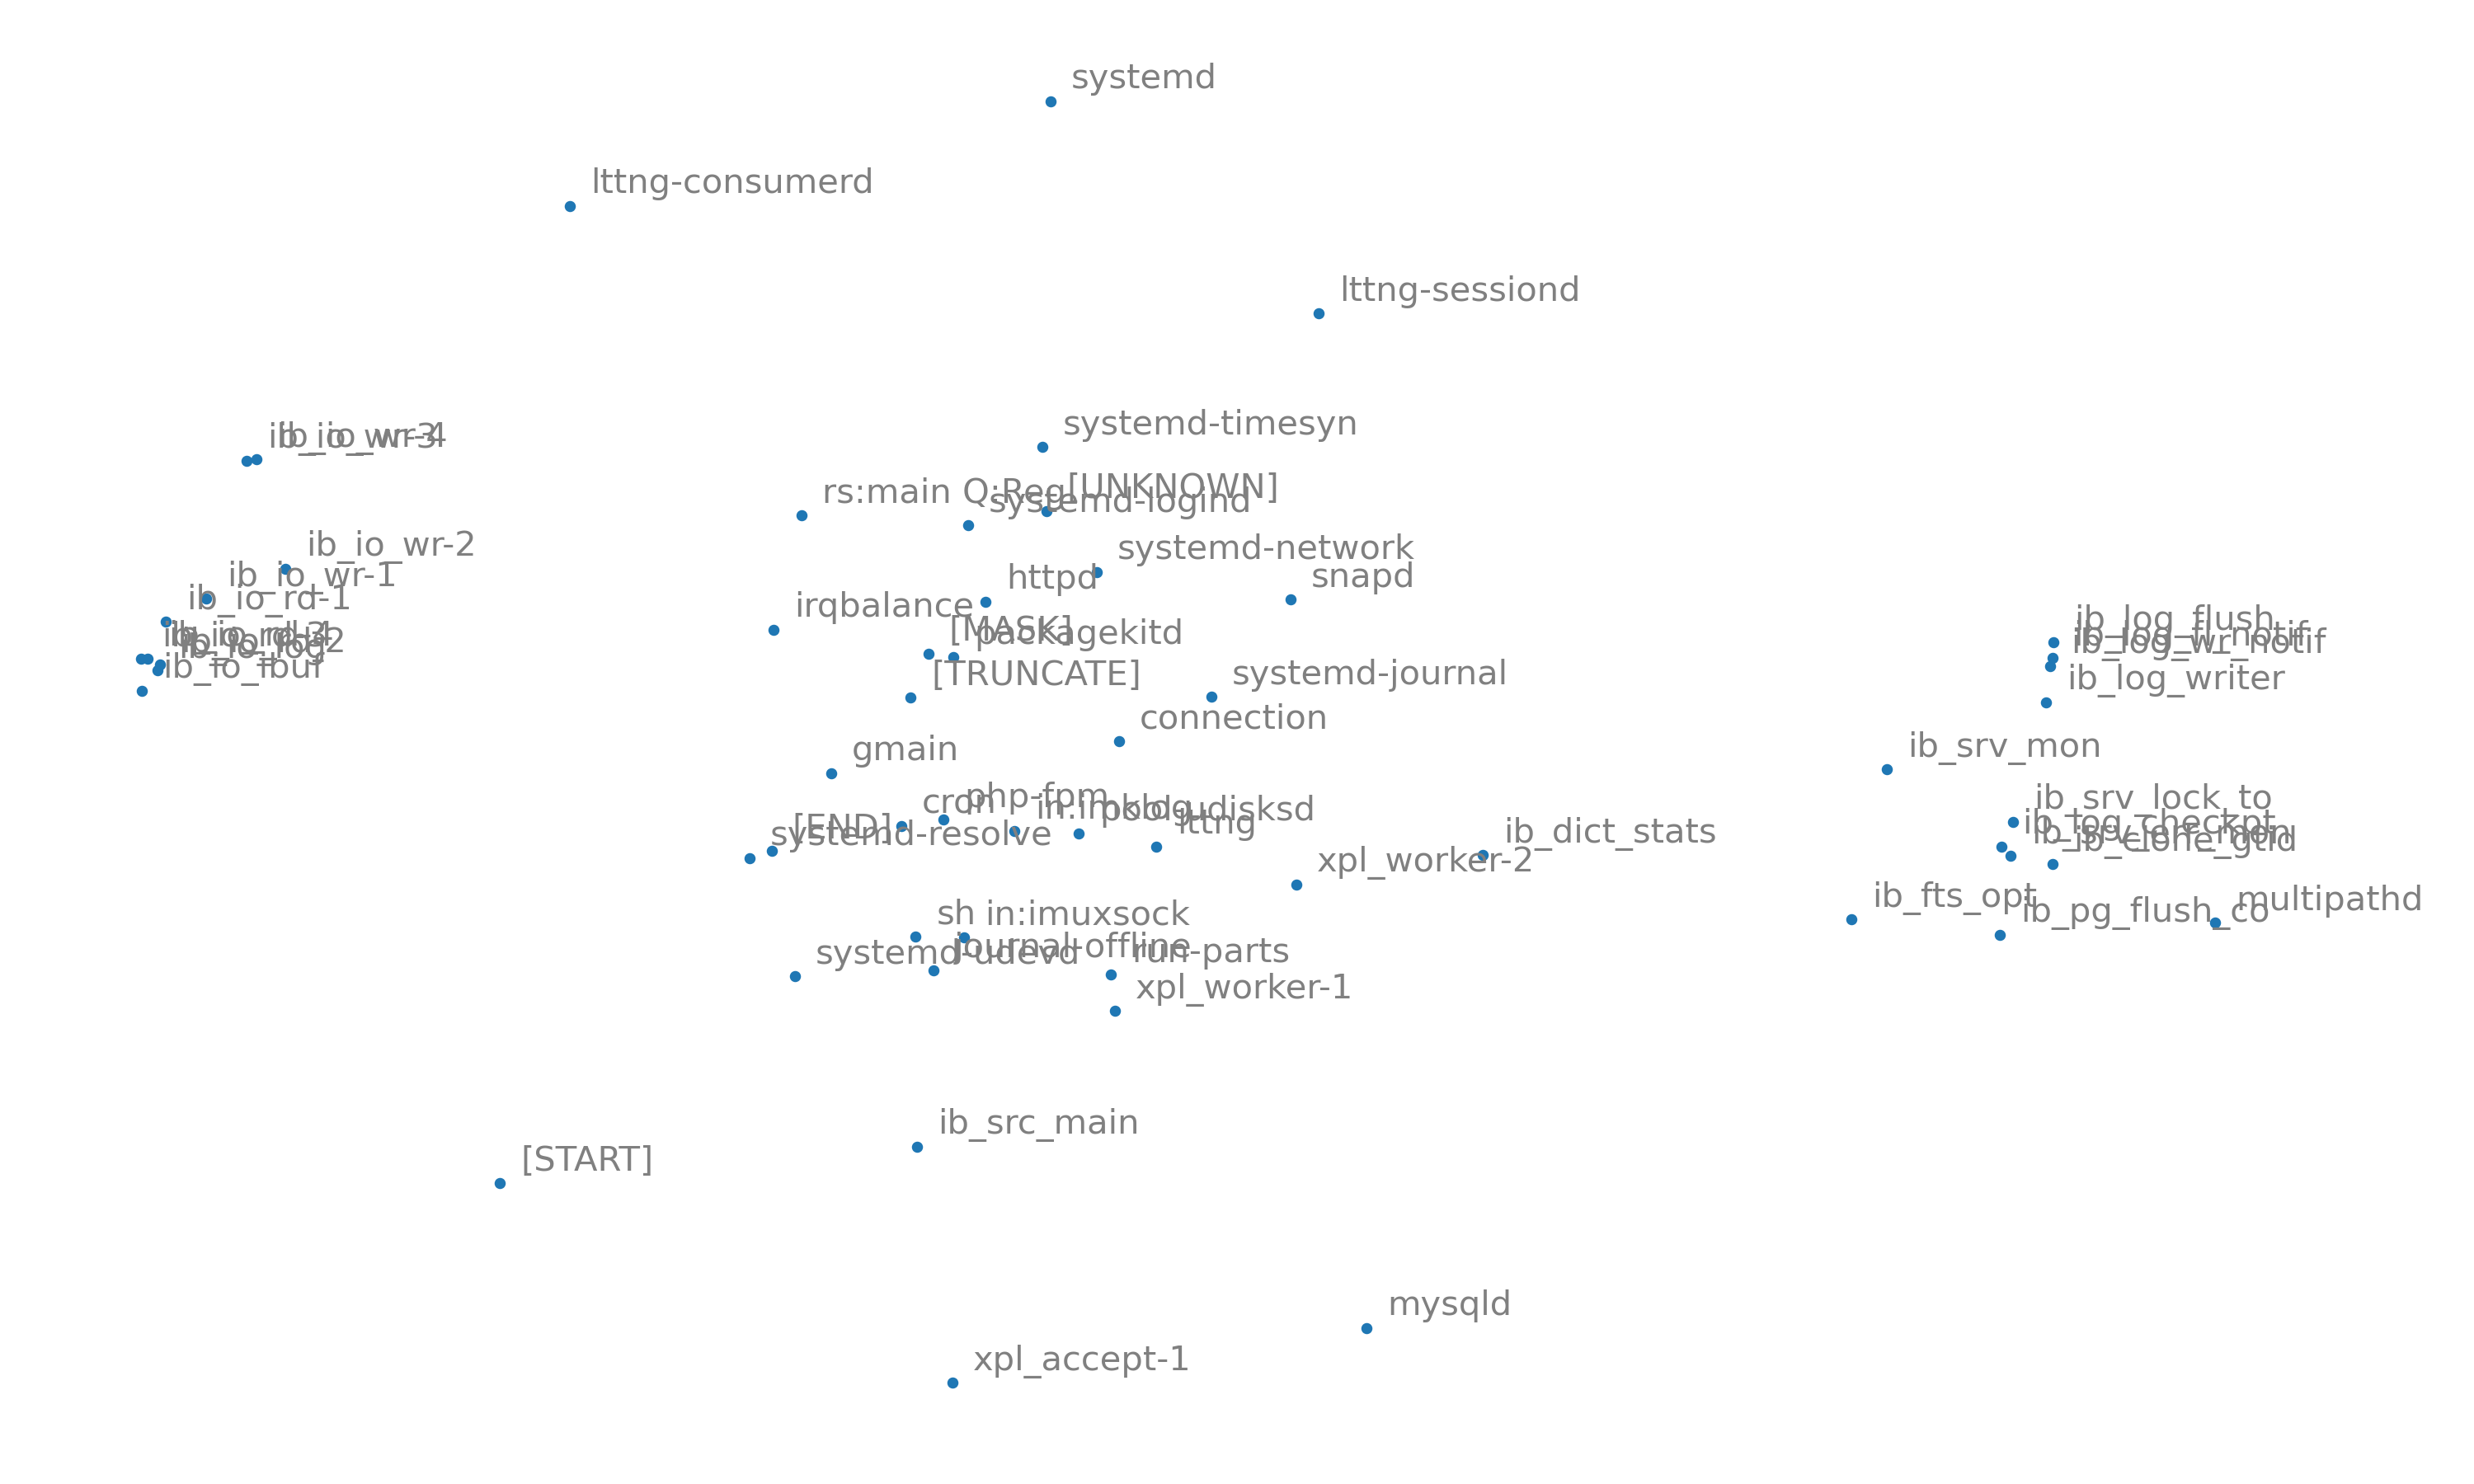 systemd
lttng-consumerd
lttng-sessiond
systemd-timesyn
ib_io_wr-3
ib_io_wr-4
rs:main Q:Reg
[UNKNOWN]
systemd-logind
ib_io_wr-2
systemd-network
ib_io_wr-1
httpd
snapd
ib_io_rd-1
irqbalance
[MASK]
packagekitd
ib_io_rd-3
ib_io_rd-4
ib_io_rd-2
ib_io_log
ib_io_ibuf
ib_log_flush
ib_log_fl_notif
ib_log_wr_notif
ib_log_writer
[TRUNCATE]
systemd-journal
connection
gmain
ib_srv_mon
cron
php-fpm
in:imklog
pool-udisksd
lttng
[END]
systemd-resolve
ib_dict_stats
ib_srv_lock_to
ib_log_checkpt
ib_srv_err_mon
ib_clone_gtid
xpl_worker-2
ib_fts_opt
ib_pg_flush_co
multipathd
sh
in:imuxsock
journal-offline
systemd-udevd
run-parts
xpl_worker-1
ib_src_main
[START]
mysqld
xpl_accept-1